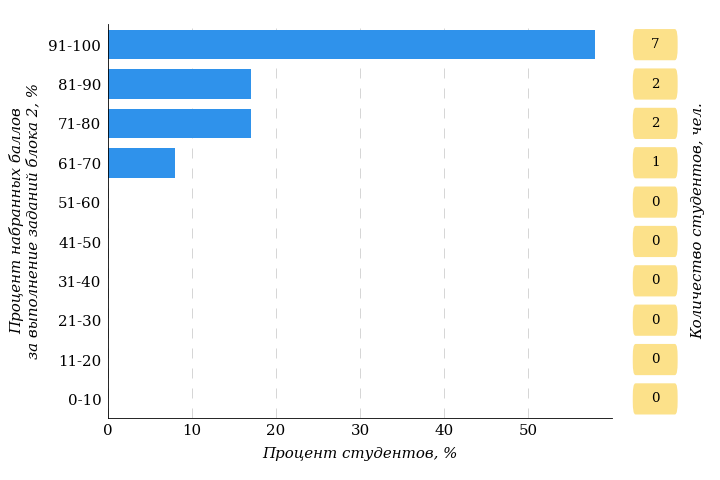 Процент набранных баллов
за выполнение заданий блока 2, %
91-100 7
81-90 2
71-80 2
61-70 1
51-60 0
41-50 0
31-40 0
21-30 0
11-20 0
0-10 0
0 10 20 30 40 50
Процент студентов, %
Количество студентов, чел.